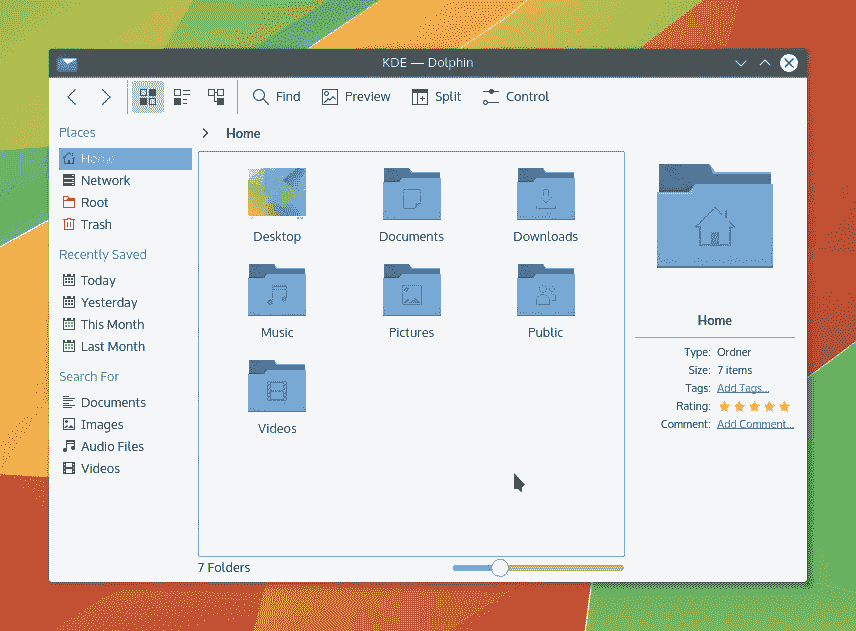 KDE — Dolphin
Find Preview Split Control
Places
Home
Network
Root
Trash
Recently Saved
Today
Yesterday
This Month
Last Month
Search For
Documents
Images
Audio Files
Videos
Home
Desktop Documents Downloads
Music Pictures Public
Videos
7 Folders
Home
Type: Ordner
Size: 7 items
Tags: Add Tags...
Rating:
Comment: Add Comment...